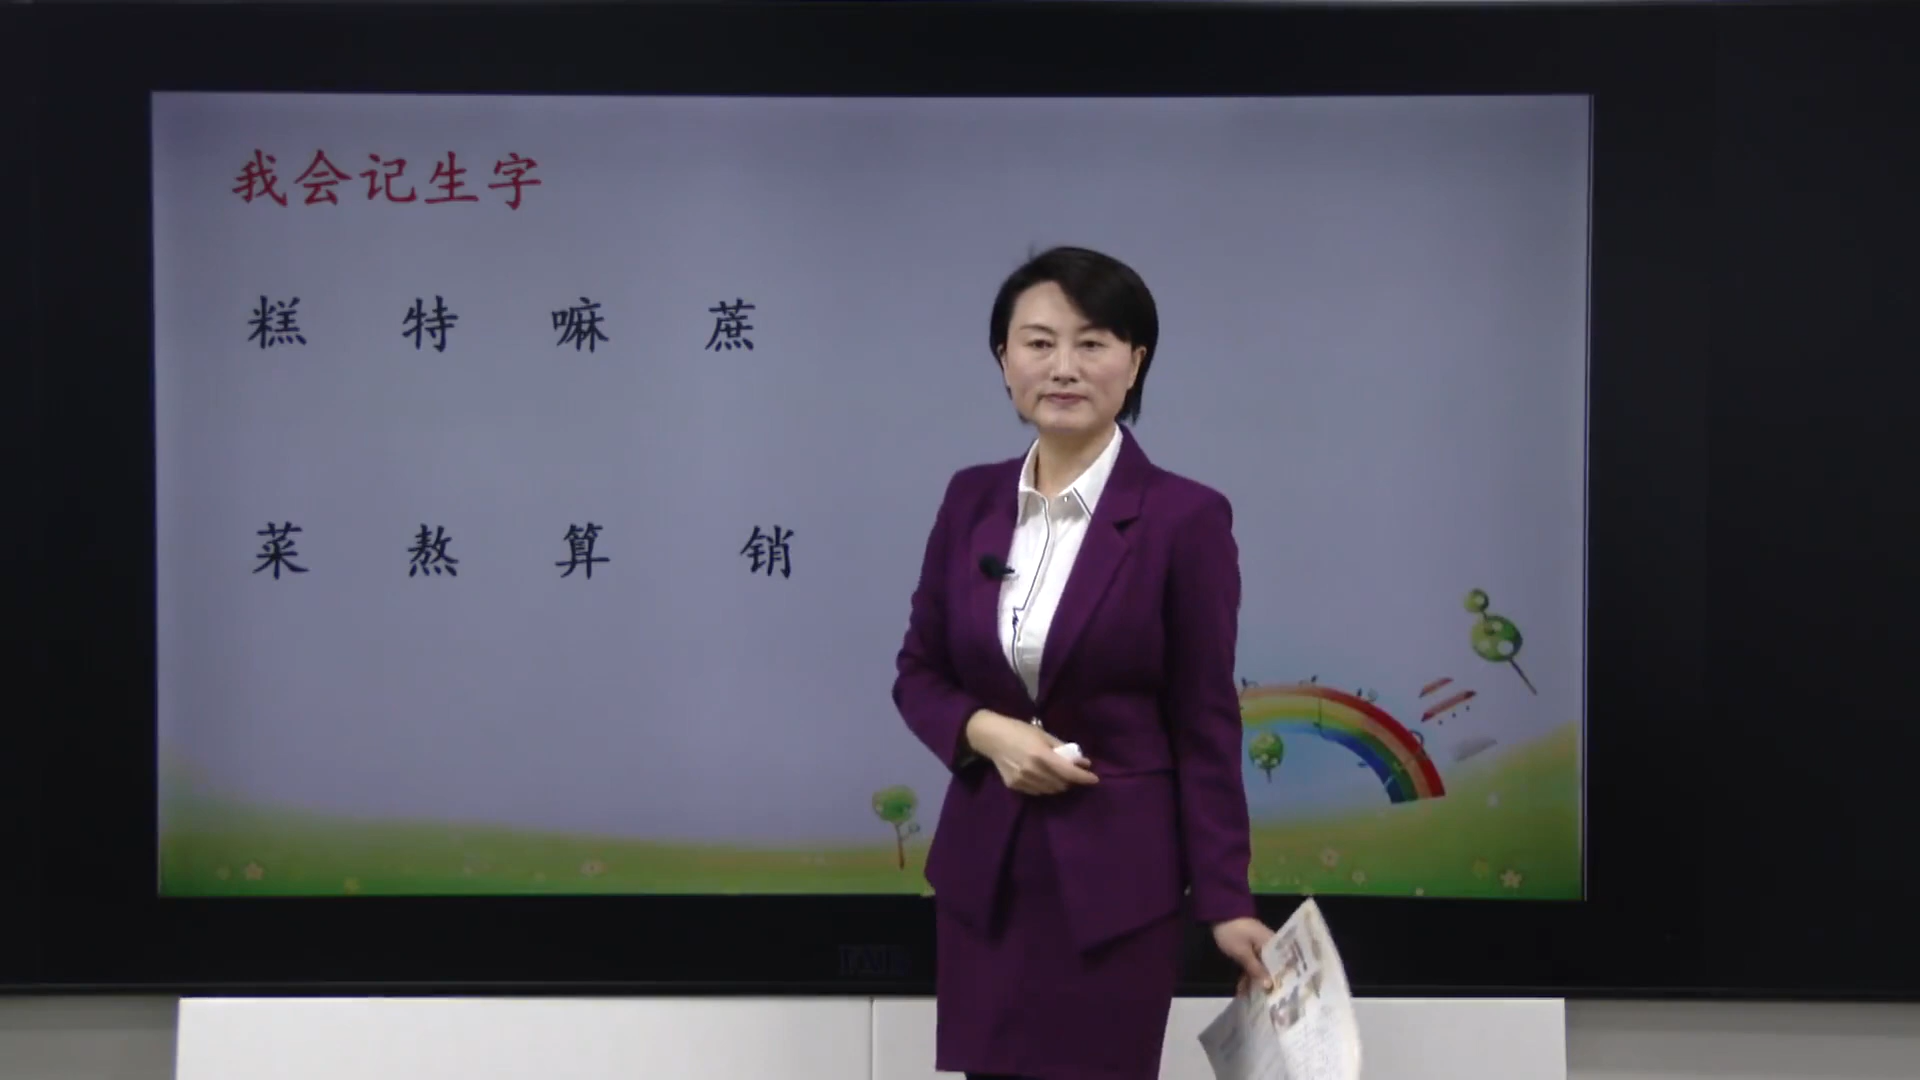 我会记生字
糕 特 嘛 蔗
菜 熬 算 销